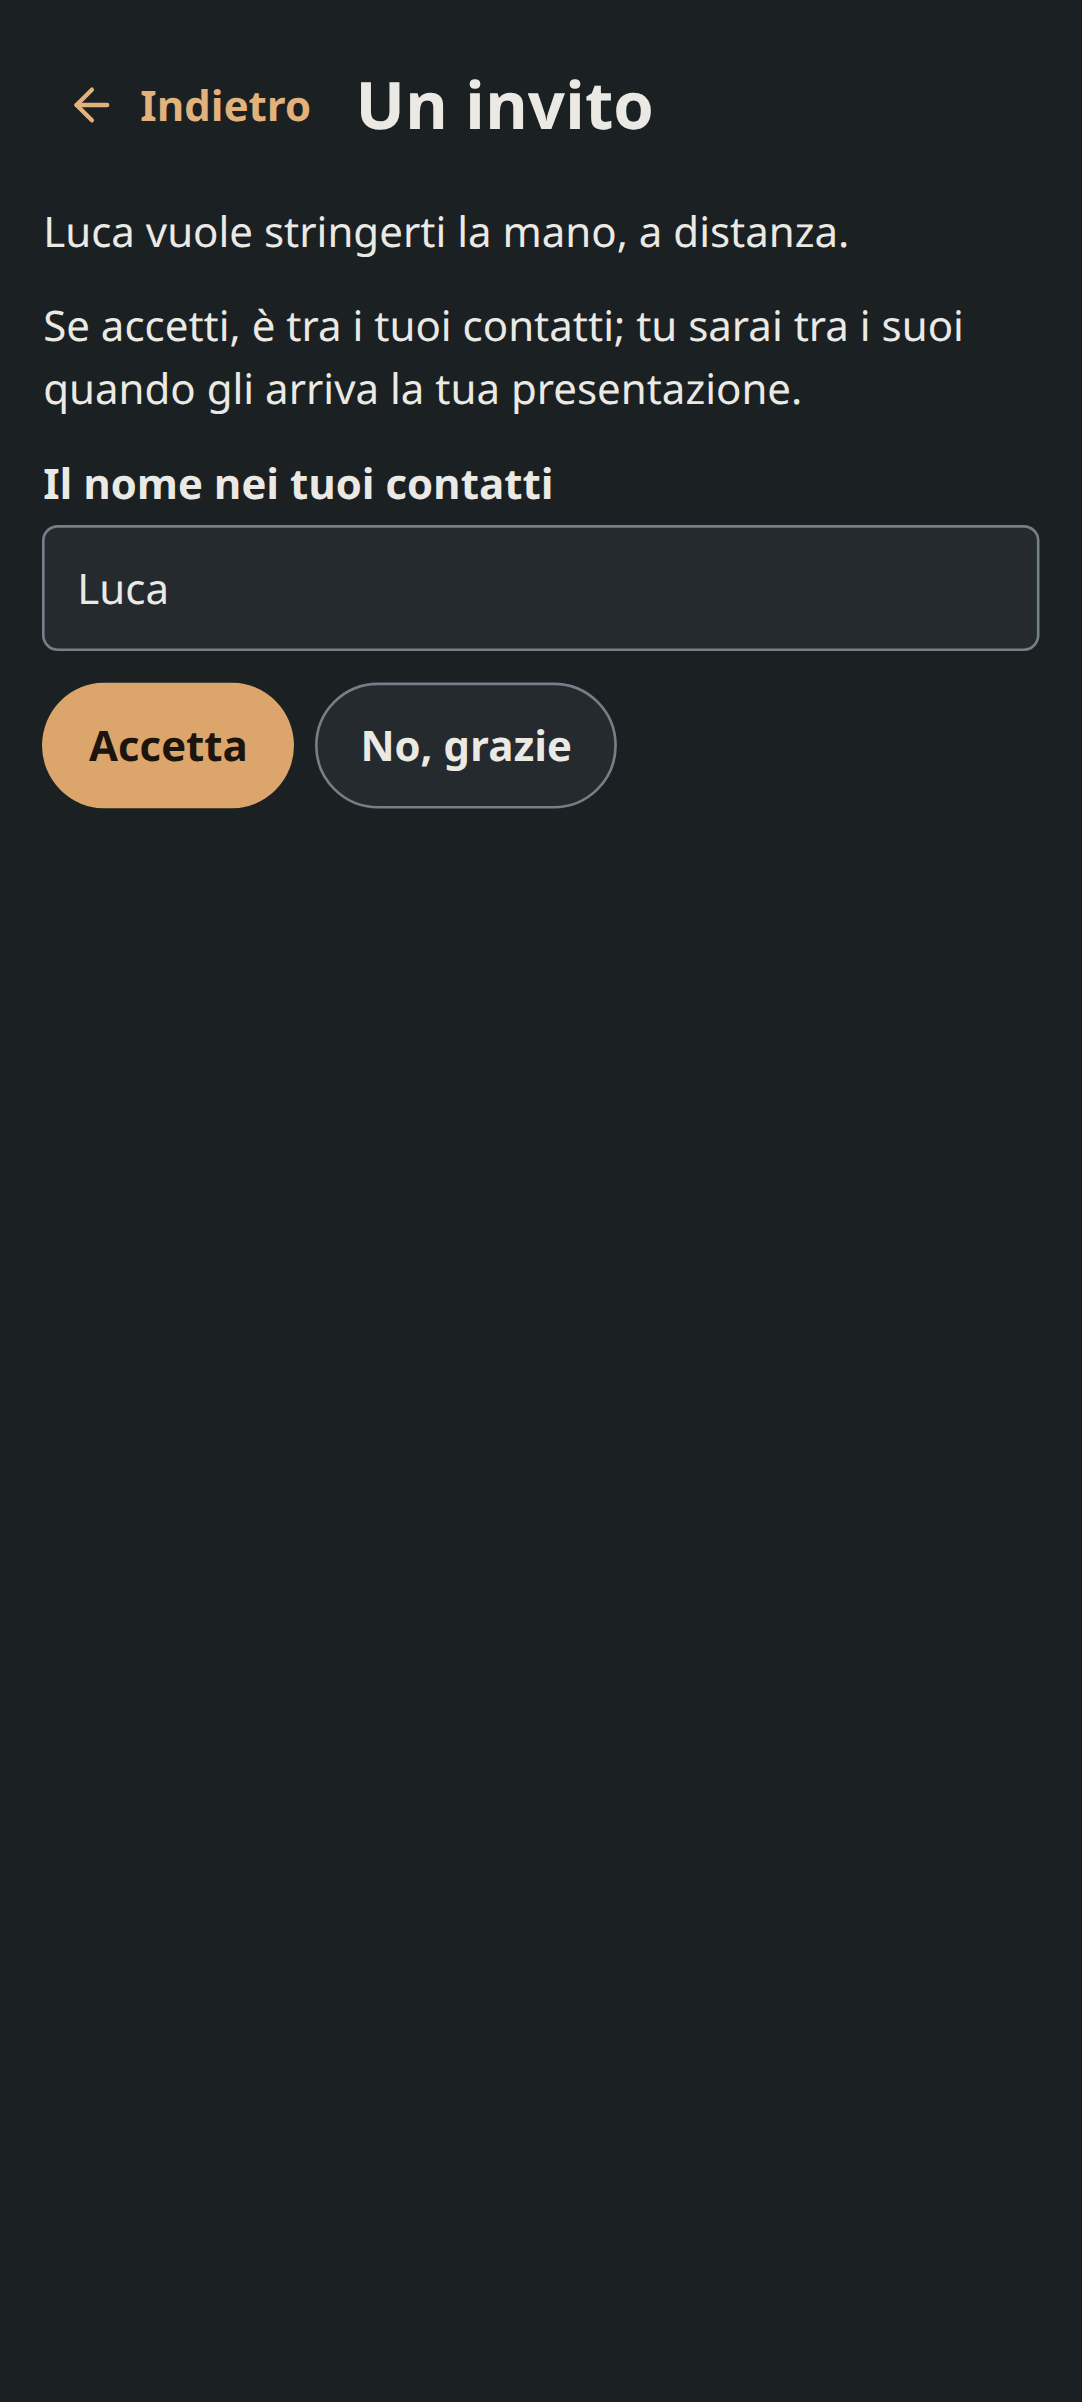 Indietro Un invito
Luca vuole stringerti la mano, a distanza.
Se accetti, è tra i tuoi contatti; tu sarai tra i suoi
quando gli arriva la tua presentazione.
Il nome nei tuoi contatti
Luca
Accetta No, grazie